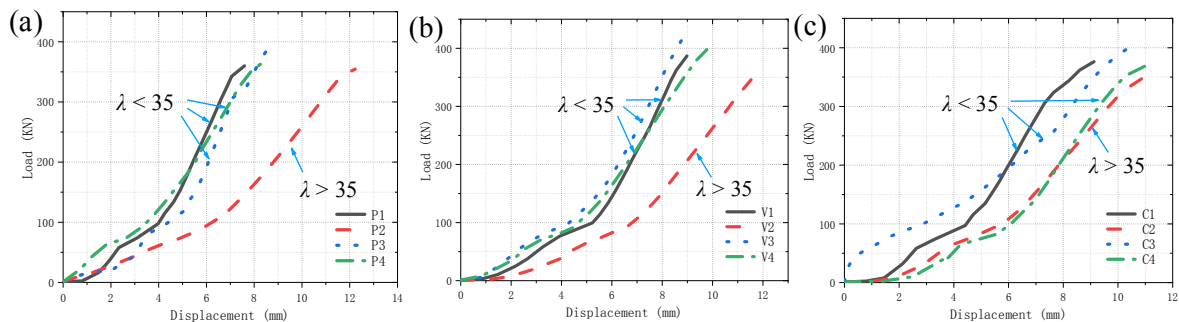 (a)
400
300
200
100
0
Load (KN)
0 2 4 6 8 10 12 14
Displacement (mm)
λ < 35
λ > 35
P1
P2
P3
P4
(b)
400
300
200
100
0
Load (KN)
0 2 4 6 8 10 12
Displacement (mm)
λ < 35
λ > 35
V1
V2
V3
V4
(c)
400
300
200
100
0
Load (KN)
0 2 4 6 8 10 12
Displacement (mm)
λ < 35
λ > 35
C1
C2
C3
C4